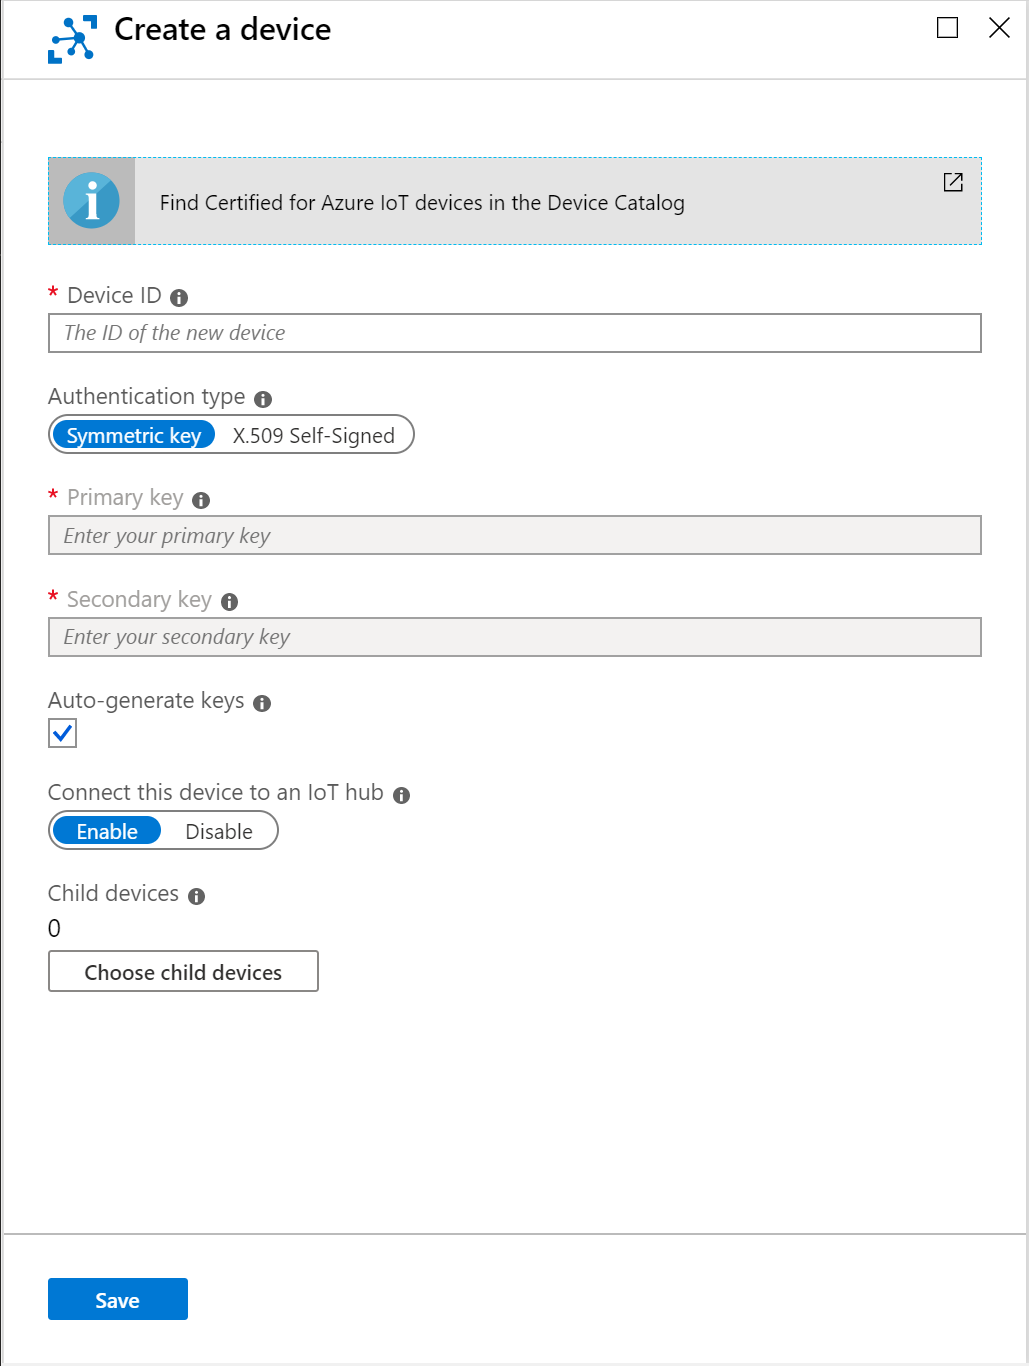 Create a device
Find Certified for Azure IoT devices in the Device Catalog
* Device ID
The ID of the new device
Authentication type
Symmetric key X.509 Self-Signed
* Primary key
Enter your primary key
* Secondary key
Enter your secondary key
Auto-generate keys
Connect this device to an IoT hub
Enable Disable
Child devices
0
Choose child devices
Save